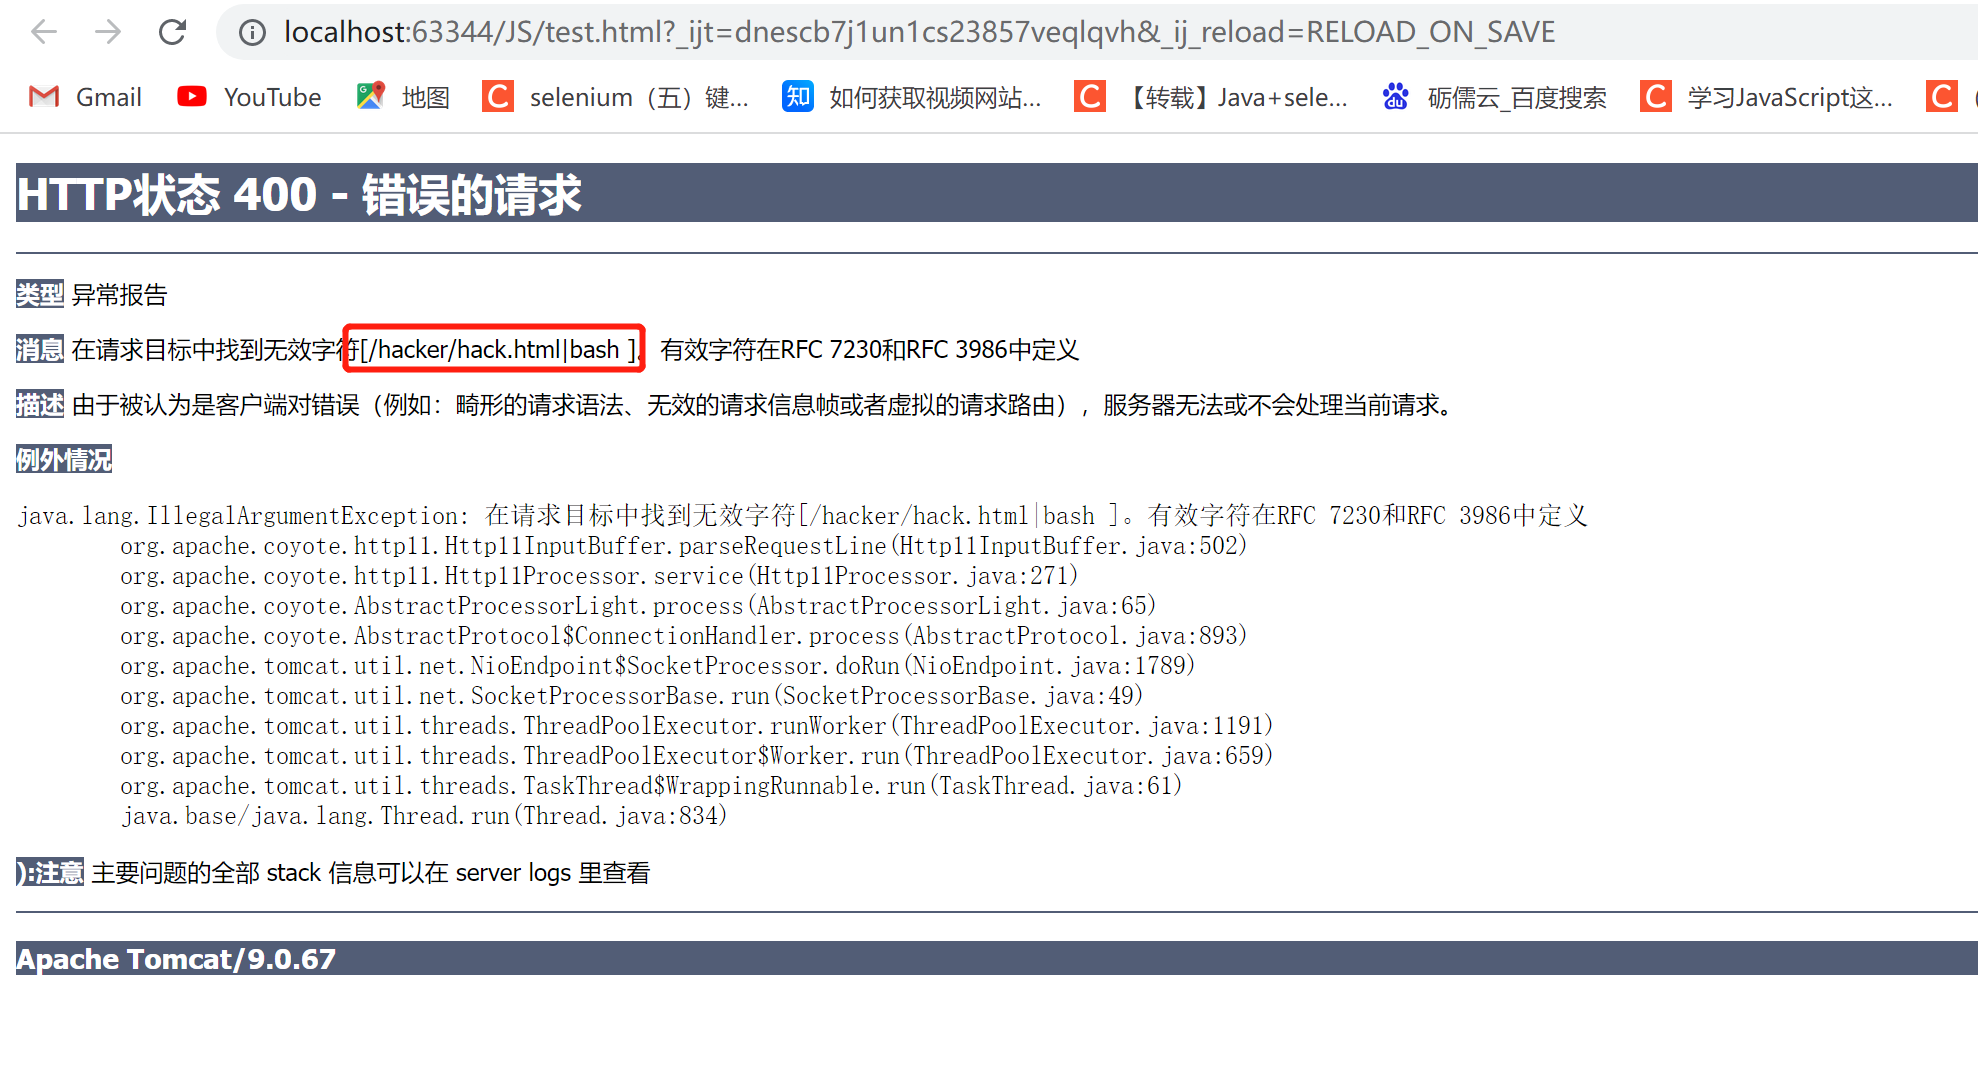 localhost:63344/JS/test.html?_ijt=dnescb7j1un1cs23857veqlqvh&_ij_reload=RELOAD_ON_SAVE
Gmail YouTube 地图 selenium（五）键... 如何获取视频网站... 【转载】Java+sele... 砺儒云_百度搜索 学习JavaScript这...
HTTP状态 400 - 错误的请求
类型 异常报告
消息 在请求目标中找到无效字符[/hacker/hack.html|bash ]。有效字符在RFC 7230和RFC 3986中定义
描述 由于被认为是客户端对错误（例如：畸形的请求语法、无效的请求信息帧或者虚拟的请求路由），服务器无法或不会处理当前请求。
例外情况
java.lang.IllegalArgumentException: 在请求目标中找到无效字符[/hacker/hack.html|bash ]。有效字符在RFC 7230和RFC 3986中定义
org.apache.coyote.http11.Http11InputBuffer.parseRequestLine(Http11InputBuffer.java:502)
org.apache.coyote.http11.Http11Processor.service(Http11Processor.java:271)
org.apache.coyote.AbstractProcessorLight.process(AbstractProcessorLight.java:65)
org.apache.coyote.AbstractProtocol$ConnectionHandler.process(AbstractProtocol.java:893)
org.apache.tomcat.util.net.NioEndpoint$SocketProcessor.doRun(NioEndpoint.java:1789)
org.apache.tomcat.util.net.SocketProcessorBase.run(SocketProcessorBase.java:49)
org.apache.tomcat.util.threads.ThreadPoolExecutor.runWorker(ThreadPoolExecutor.java:1191)
org.apache.tomcat.util.threads.ThreadPoolExecutor$Worker.run(ThreadPoolExecutor.java:659)
org.apache.tomcat.util.threads.TaskThread$WrappingRunnable.run(TaskThread.java:61)
java.base/java.lang.Thread.run(Thread.java:834)
):注意 主要问题的全部 stack 信息可以在 server logs 里查看
Apache Tomcat/9.0.67